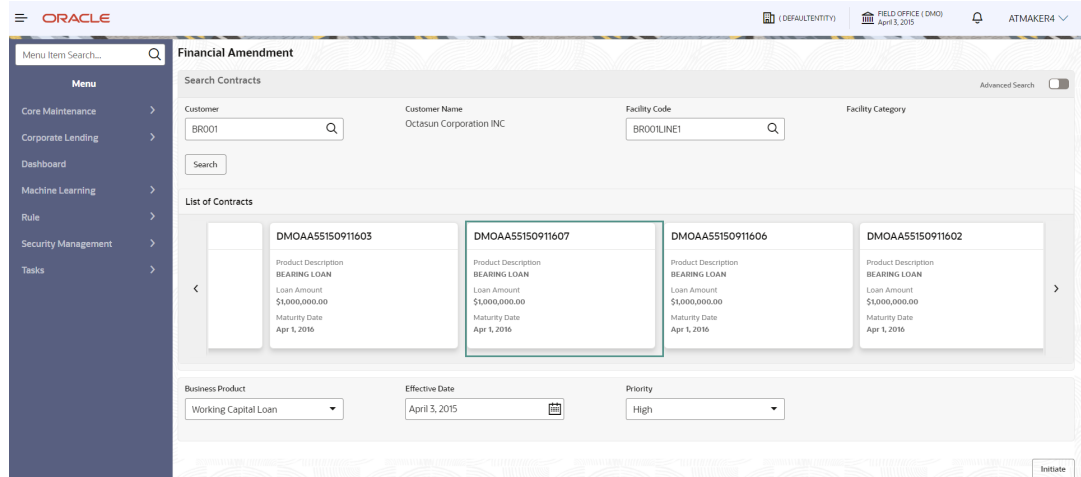 ORACLE
( DEFAULTENTITY)
FIELD OFFICE ( DMO)
April 3, 2015
ATMAKER4
Menu Item Search...
Menu
Core Maintenance
Corporate Lending
Dashboard
Machine Learning
Rule
Security Management
Tasks
Financial Amendment
Search Contracts
Advanced Search
Customer
Customer Name
Facility Code
Facility Category
BR001
Octasun Corporation INC
BR001LINE1
Search
List of Contracts
DMOAA55150911603
Product Description
BEARING LOAN
Loan Amount
$1,000,000.00
Maturity Date
Apr 1, 2016
DMOAA55150911607
Product Description
BEARING LOAN
Loan Amount
$1,000,000.00
Maturity Date
Apr 1, 2016
DMOAA55150911606
Product Description
BEARING LOAN
Loan Amount
$1,000,000.00
Maturity Date
Apr 1, 2016
DMOAA55150911602
Product Description
BEARING LOAN
Loan Amount
$1,000,000.00
Maturity Date
Apr 1, 2016
Business Product
Effective Date
Priority
Working Capital Loan
April 3, 2015
High
Initiate